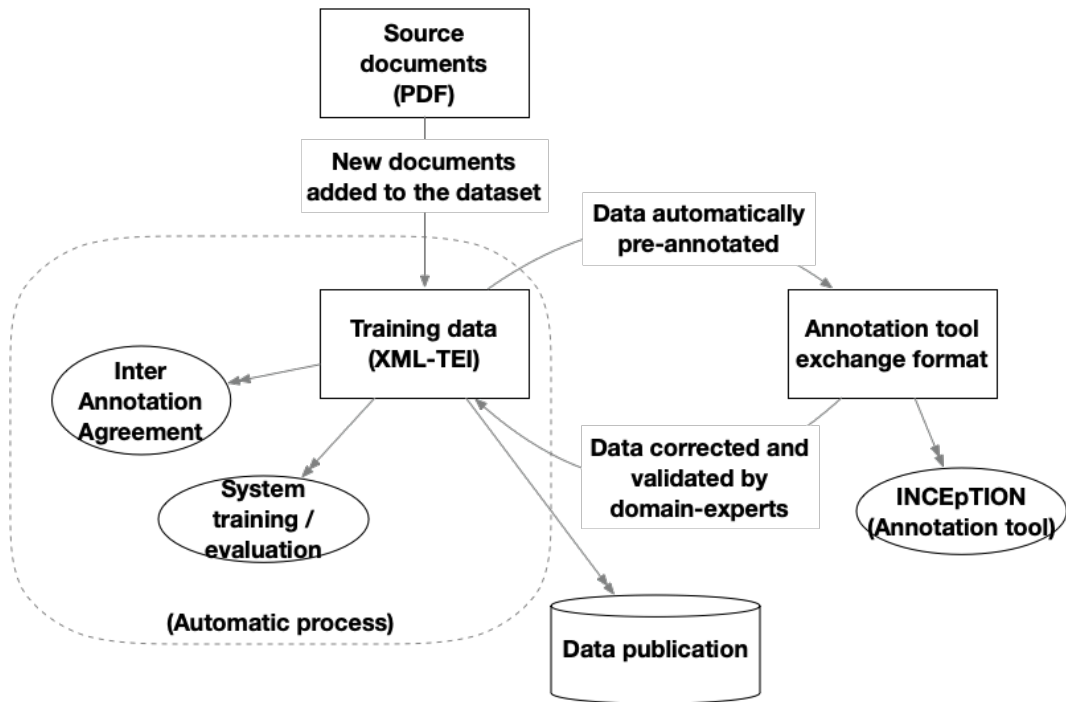 Source
documents
(PDF)
New documents
added to the dataset
Data automatically
pre-annotated
Training data
(XML-TEI)
Annotation tool
exchange format
Inter
Annotation
Agreement
Data corrected and
validated by
domain-experts
System
training /
evaluation
INCEpTION
(Annotation tool)
(Automatic process)
Data publication